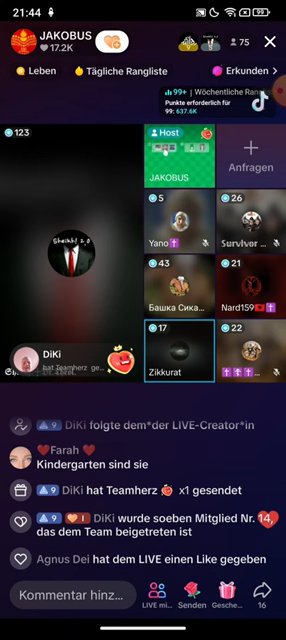 21:44
99
JAKOBUS
17.2K
75
Leben
Tägliche Rangliste
Erkunden
99+ | Wöchentliche Rang
Punkte erforderlich für
99: 637.6K
123
Host
JAKOBUS
Anfragen
Shaikh! 2.0
5
Yano
26
Survivor ...
43
Башка Сика...
21
Nard159
17
Zikkurat
22
...
DiKi
hat Teamherz ge...
9 DiKi folgte dem*der LIVE-Creator*in
Farah
Kindergarten sind sie
9 DiKi hat Teamherz x1 gesendet
9 1 DiKi wurde soeben Mitglied Nr. 14,
das dem Team beigetreten ist
Agnus Dei hat dem LIVE einen Like gegeben
Kommentar hinz...
LIVE mi...
Senden
Gesche...
16